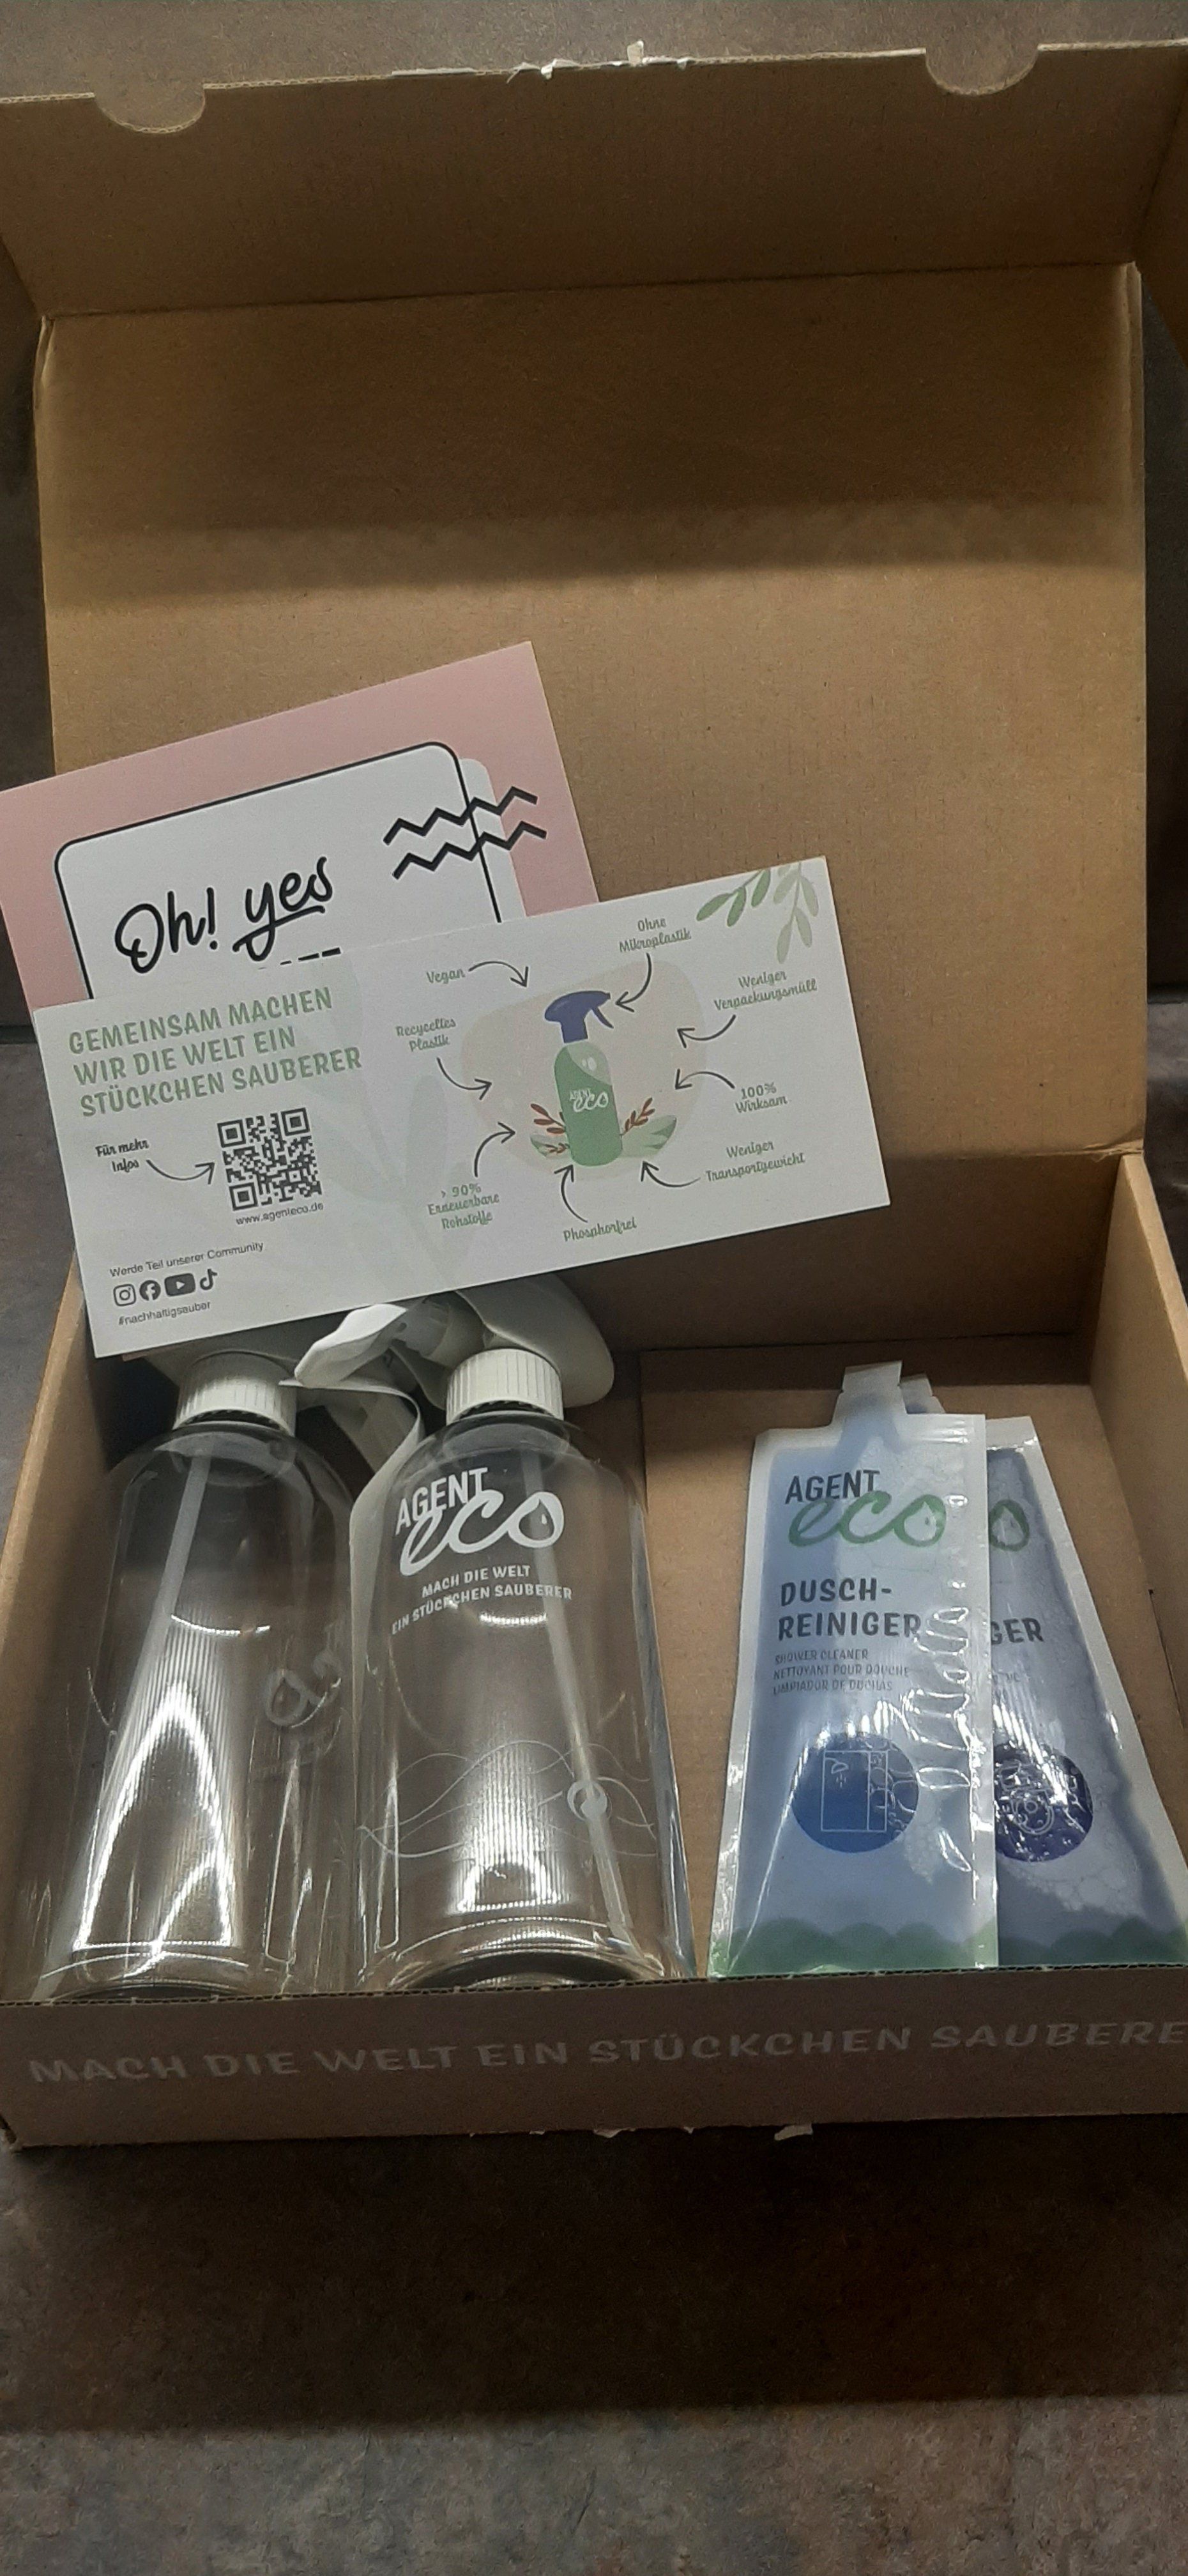 Oh! yes
GEMEINSAM MACHEN
WIR DIE WELT EIN
STÜCKCHEN SAUBERER
Für mehr
Infos
www.agenteco.de
Werde Teil unserer Community
#nachhaltigsauber
Vegan
Ohne
Mikroplastik
Recyceltes
Plastik
Weniger
Verpackungsmüll
AGENT
eco
100%
Wirksam
> 90%
Erneuerbare
Rohstoffe
Weniger
Transportgewicht
Phosphorfrei
AGENT
eco
MACH DIE WELT
EIN STÜCKCHEN SAUBERER
AGENT
eco
DUSCH-
REINIGER
SHOWER CLEANER
NETTOYANT POUR DOUCHE
LIMPIADOR DE DUCHAS
o
GER
MACH DIE WELT EIN STÜCKCHEN SAUBERE